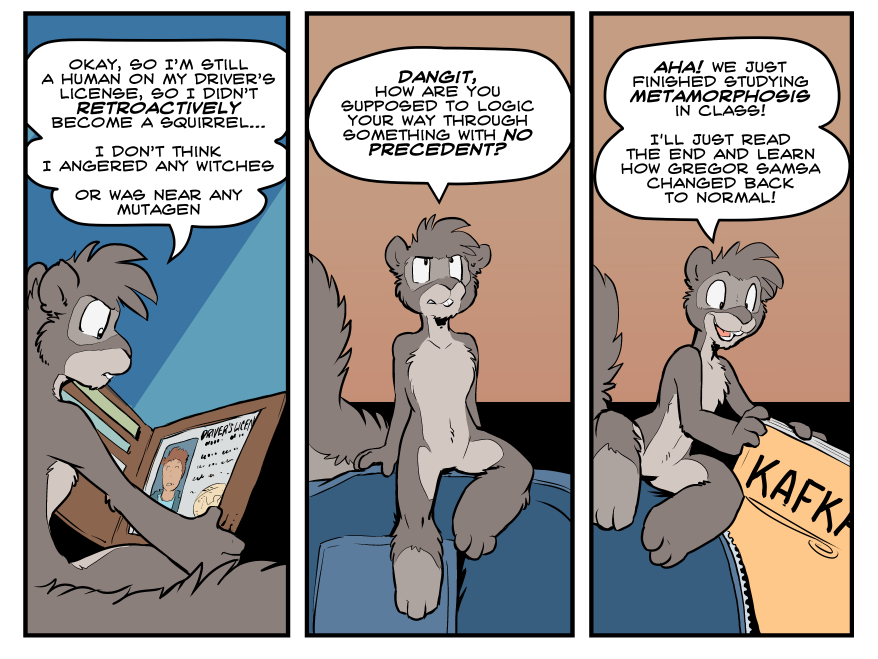 OKAY, SO I'M STILL
A HUMAN ON MY DRIVER'S
LICENSE, SO I DIDN'T
RETROACTIVELY
BECOME A SQUIRREL...
I DON'T THINK
I ANGERED ANY WITCHES
OR WAS NEAR ANY
MUTAGEN
DRIVER'S LICEN
DANGIT,
HOW ARE YOU
SUPPOSED TO LOGIC
YOUR WAY THROUGH
SOMETHING WITH NO
PRECEDENT?
AHA! WE JUST
FINISHED STUDYING
METAMORPHOSIS
IN CLASS!
I'LL JUST READ
THE END AND LEARN
HOW GREGOR SAMSA
CHANGED BACK
TO NORMAL!
KAFKA